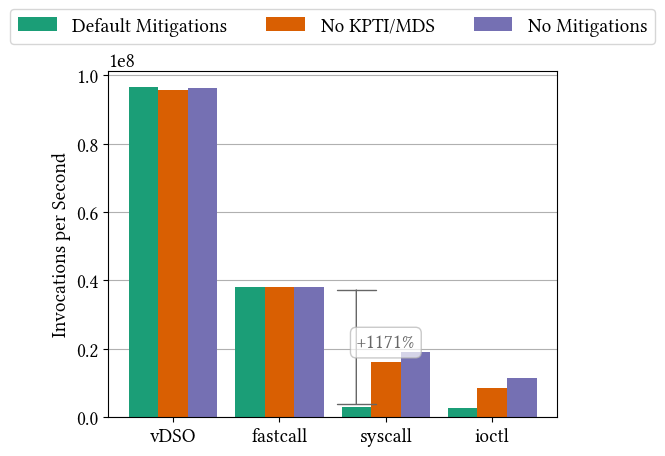 Default Mitigations No KPTI/MDS No Mitigations
1e8
1.0
0.8
0.6
0.4
0.2
0.0
Invocations per Second
+1171%
vDSO fastcall syscall ioctl